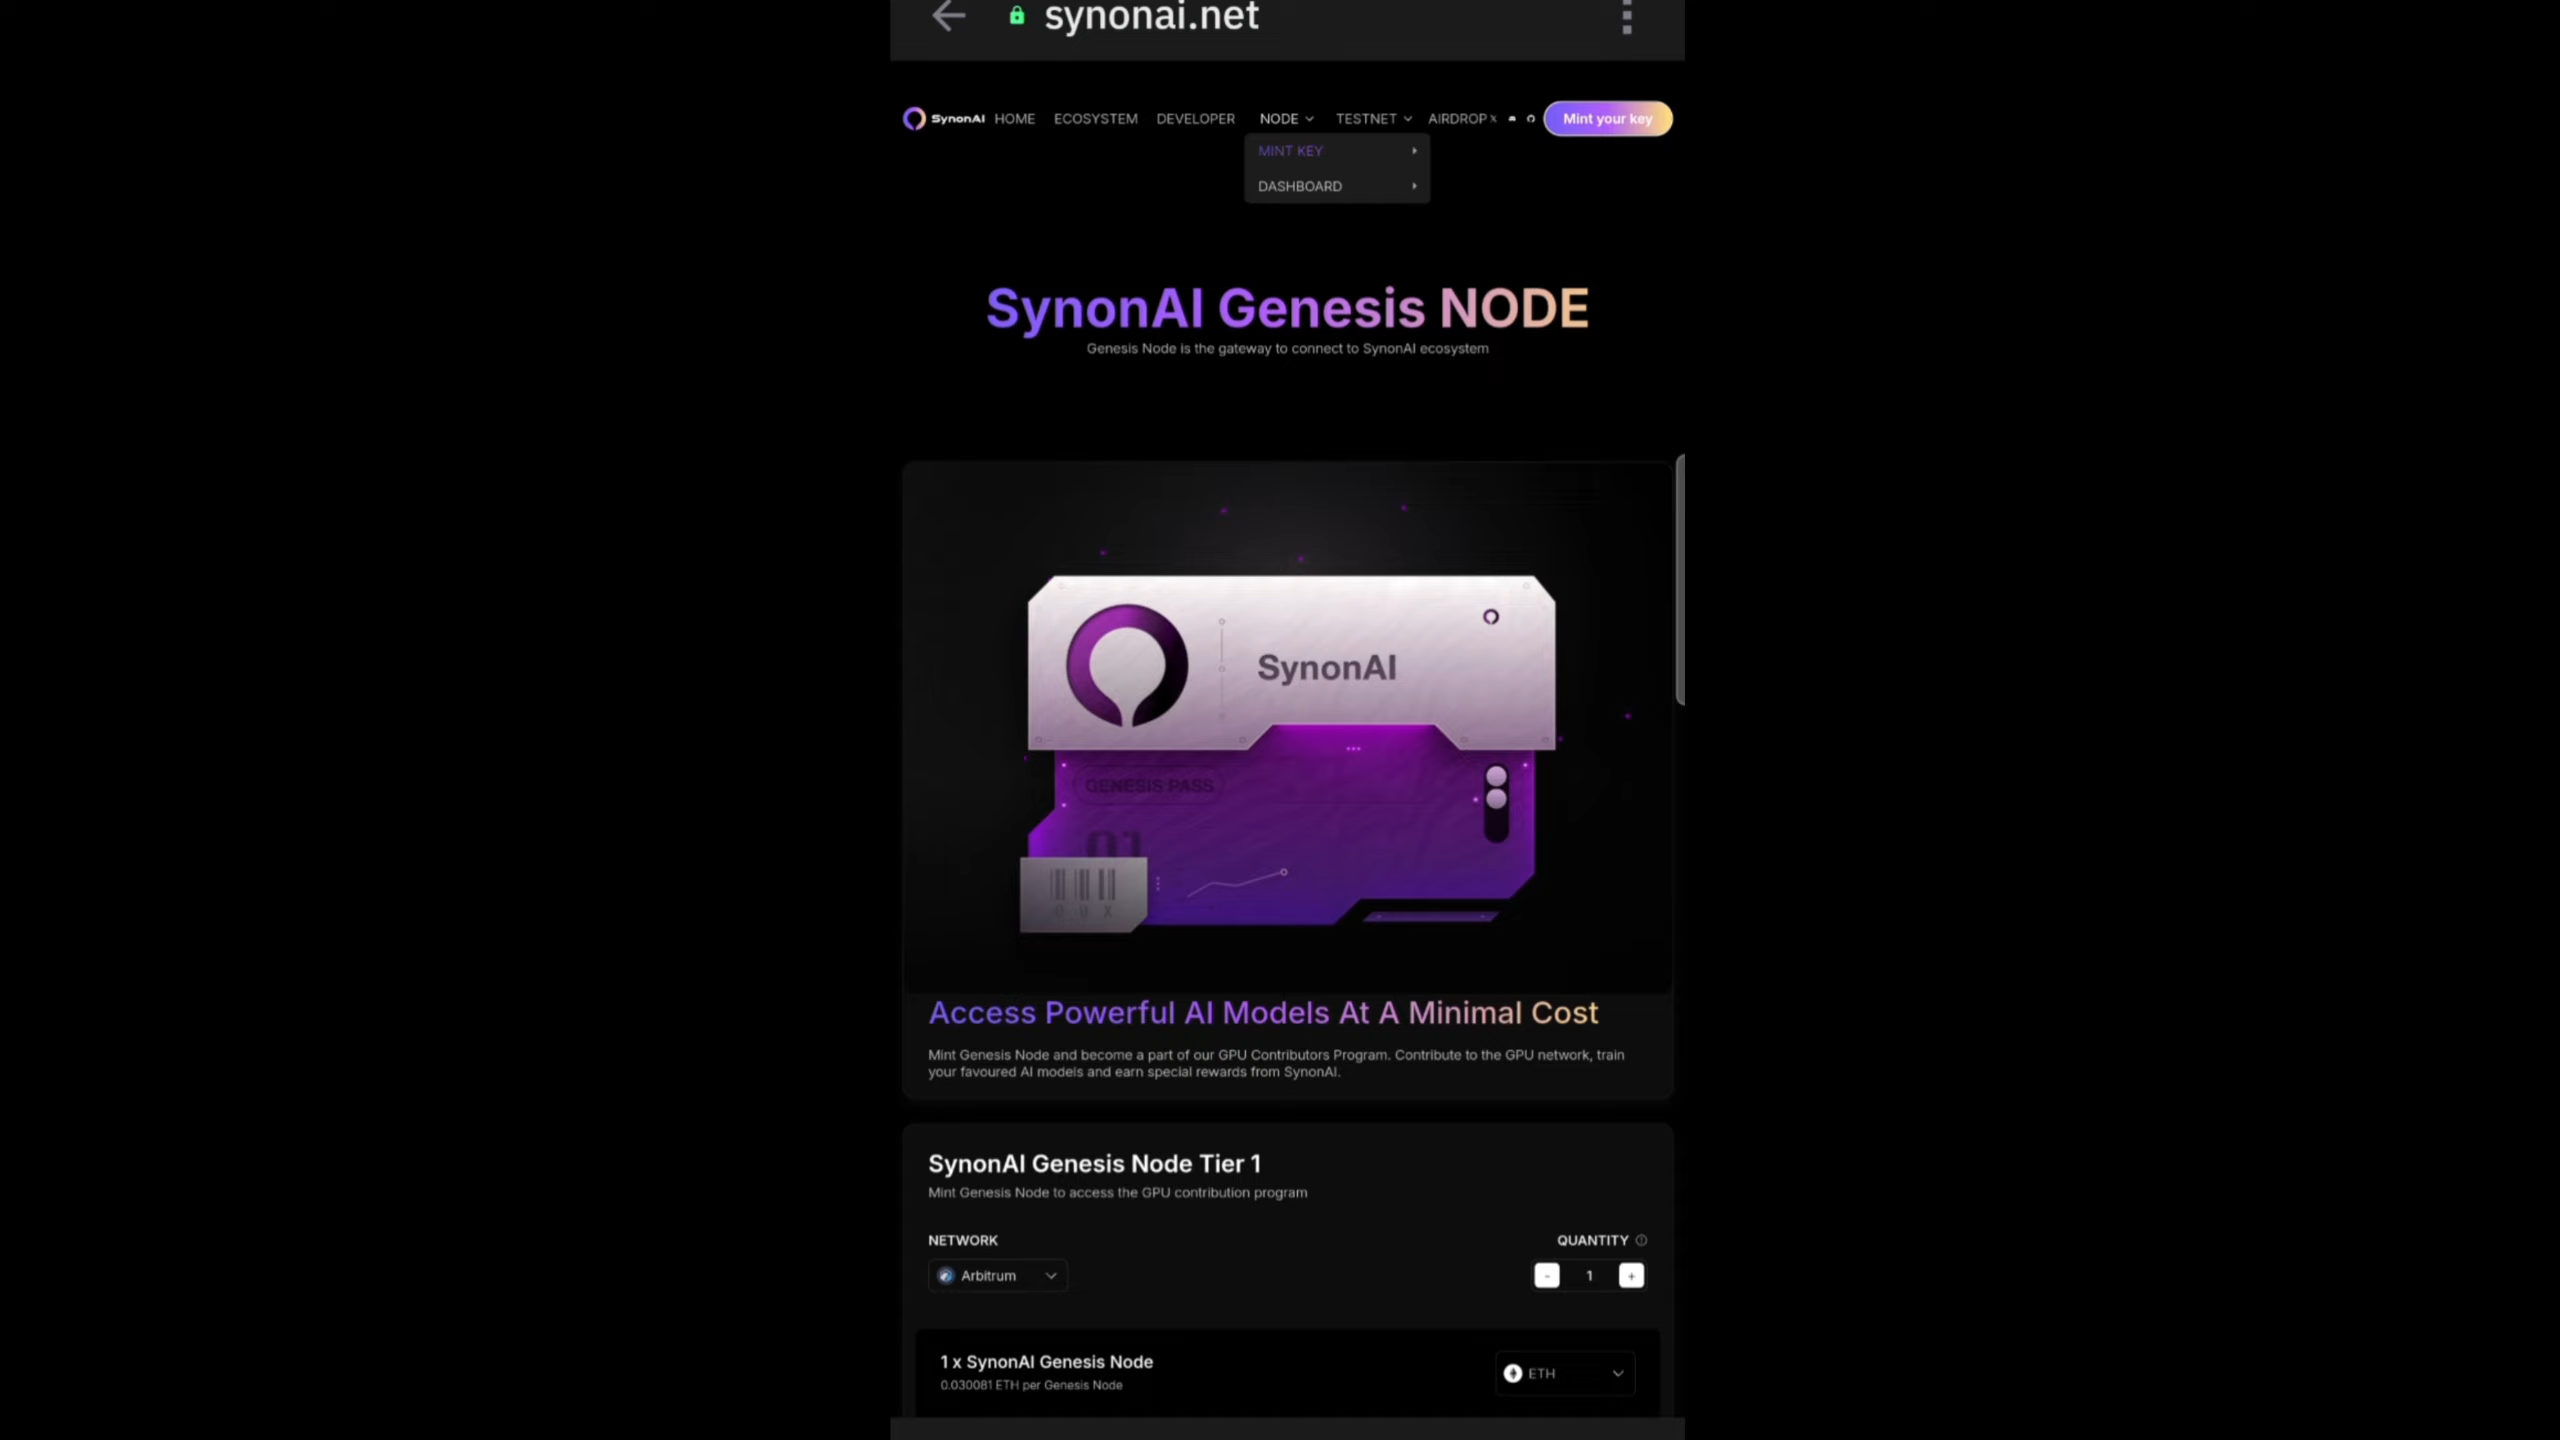 synonai.net
SynonAI HOME ECOSYSTEM DEVELOPER NODE TESTNET AIRDROP Mint your key
MINT KEY
DASHBOARD
SynonAI Genesis NODE
Genesis Node is the gateway to connect to SynonAI ecosystem
SynonAI
GENESIS PASS
01
Access Powerful AI Models At A Minimal Cost
Mint Genesis Node and become a part of our GPU Contributors Program. Contribute to the GPU network, train
your favoured AI models and earn special rewards from SynonAI.
SynonAI Genesis Node Tier 1
Mint Genesis Node to access the GPU contribution program
NETWORK QUANTITY
Arbitrum - 1 +
1 x SynonAI Genesis Node
0.030081 ETH per Genesis Node
ETH